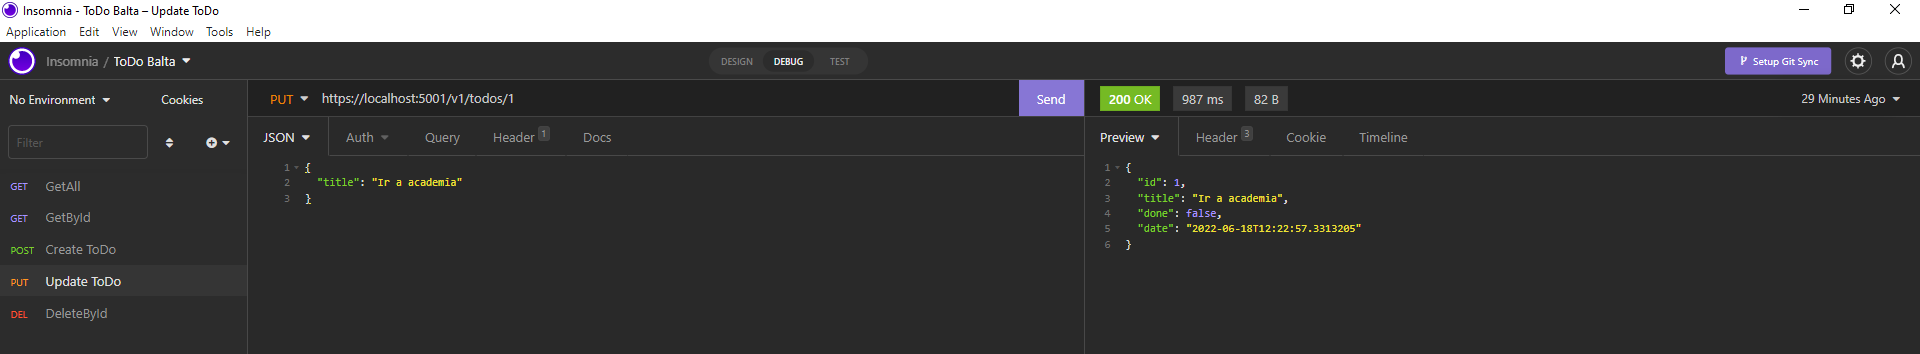 Insomnia - ToDo Balta – Update ToDo
Application Edit View Window Tools Help
Insomnia / ToDo Balta
DESIGN DEBUG TEST
Setup Git Sync
No Environment Cookies
PUT https://localhost:5001/v1/todos/1 Send
200 OK 987 ms 82 B 29 Minutes Ago
Filter
JSON Auth Query Header 1 Docs
Preview Header 3 Cookie Timeline
GET GetAll
GET GetById
POST Create ToDo
PUT Update ToDo
DEL DeleteById
1 {
2 "title": "Ir a academia"
3 }
1 {
2 "id": 1,
3 "title": "Ir a academia",
4 "done": false,
5 "date": "2022-06-18T12:22:57.3313205"
6 }